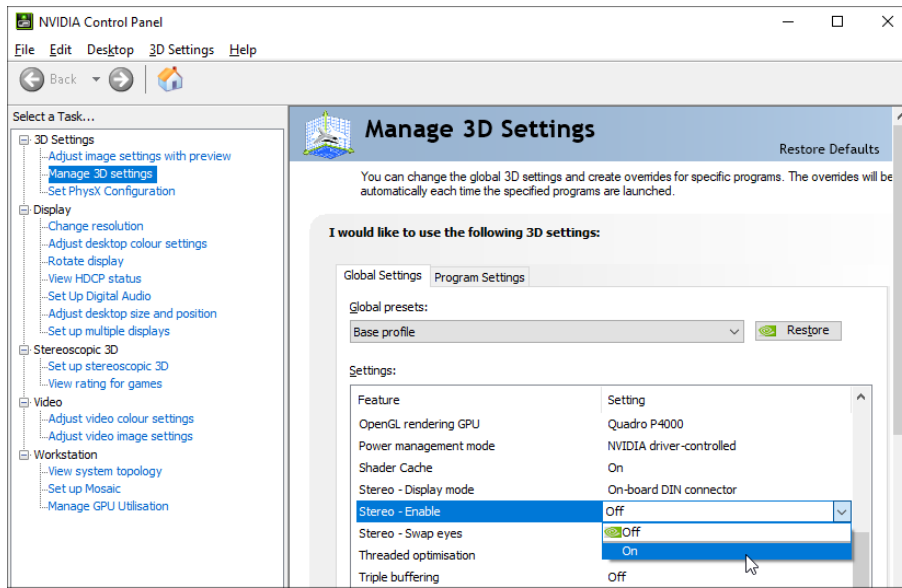 NVIDIA Control Panel
File Edit Desktop 3D Settings Help
Back
Select a Task...
3D Settings
Adjust image settings with preview
Manage 3D settings
Set PhysX Configuration
Display
Change resolution
Adjust desktop colour settings
Rotate display
View HDCP status
Set Up Digital Audio
Adjust desktop size and position
Set up multiple displays
Stereoscopic 3D
Set up stereoscopic 3D
View rating for games
Video
Adjust video colour settings
Adjust video image settings
Workstation
View system topology
Set up Mosaic
Manage GPU Utilisation
Manage 3D Settings
Restore Defaults
You can change the global 3D settings and create overrides for specific programs. The overrides will be
automatically each time the specified programs are launched.
I would like to use the following 3D settings:
Global Settings Program Settings
Global presets:
Base profile Restore
Settings:
Feature Setting
OpenGL rendering GPU Quadro P4000
Power management mode NVIDIA driver-controlled
Shader Cache On
Stereo - Display mode On-board DIN connector
Stereo - Enable Off
Off
Stereo - Swap eyes
On
Threaded optimisation
Triple buffering Off